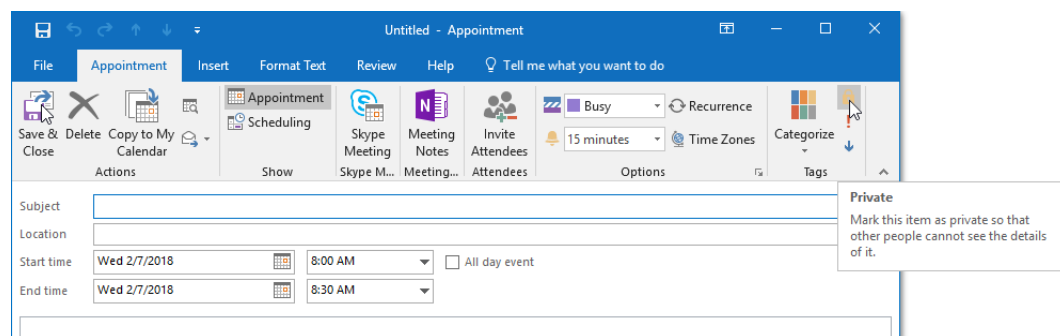 Untitled - Appointment
File Appointment Insert Format Text Review Help Tell me what you want to do
Save & Close
Delete
Copy to My Calendar
Actions
Appointment
Scheduling
Show
Skype Meeting
Skype M...
Meeting Notes
Meeting...
Invite Attendees
Attendees
Busy
Recurrence
15 minutes
Time Zones
Options
Categorize
Tags
Private
Mark this item as private so that
other people cannot see the details
of it.
Subject
Location
Start time Wed 2/7/2018 8:00 AM All day event
End time Wed 2/7/2018 8:30 AM